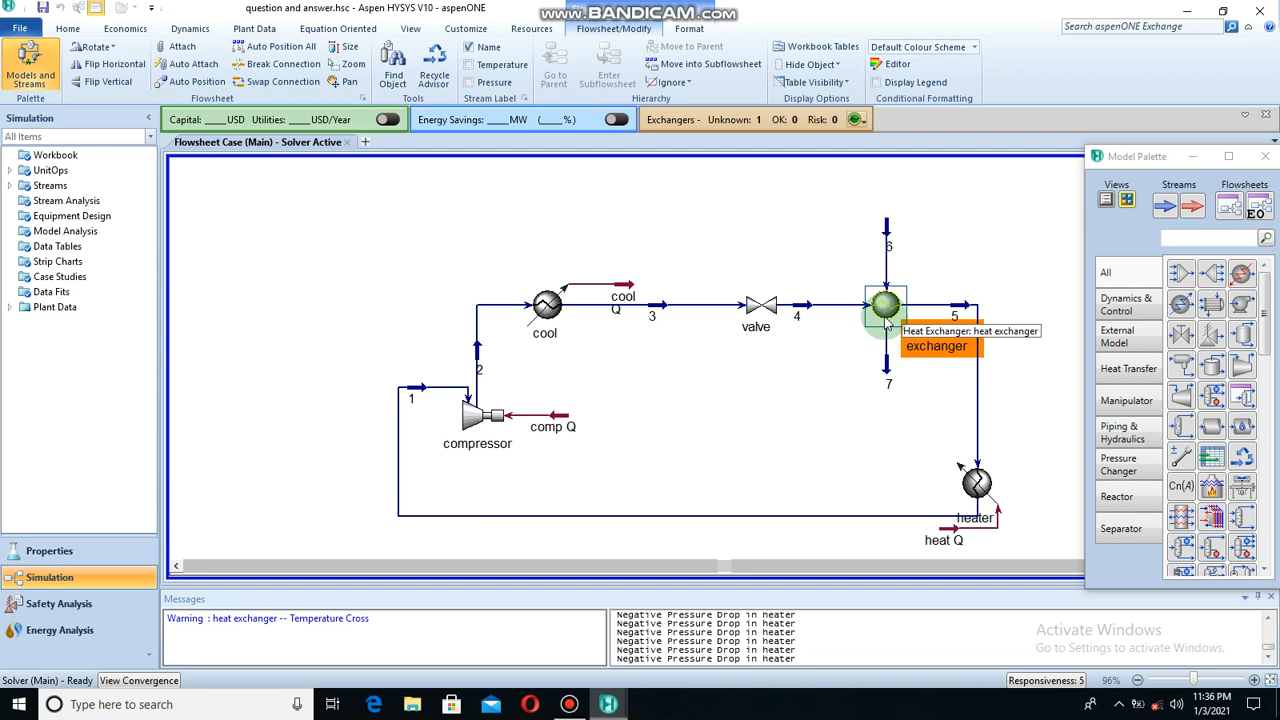 question and answer.hsc - Aspen HYSYS V10 - aspenONE
www.BANDICAM.com
File
Home
Economics
Dynamics
Plant Data
Equation Oriented
View
Customize
Resources
Flowsheet/Modify
Format
Search aspenONE Exchange
Models and Streams
Palette
Rotate
Flip Horizontal
Flip Vertical
Attach
Auto Attach
Auto Position
Auto Position All
Break Connection
Swap Connection
Size
Zoom
Pan
Flowsheet
Find Object
Recycle Advisor
Tools
Name
Temperature
Pressure
Stream Label
Go to Parent
Enter Subflowsheet
Move to Parent
Move into Subflowsheet
Ignore
Hierarchy
Workbook Tables
Hide Object
Table Visibility
Display Options
Default Colour Scheme
Editor
Display Legend
Conditional Formatting
Simulation
All Items
Capital: ____USD Utilities: ____USD/Year
Energy Savings: ____MW (____%)
Exchangers - Unknown: 1 OK: 0 Risk: 0
Flowsheet Case (Main) - Solver Active
Workbook
UnitOps
Streams
Stream Analysis
Equipment Design
Model Analysis
Data Tables
Strip Charts
Case Studies
Data Fits
Plant Data
Properties
Simulation
Safety Analysis
Energy Analysis
6
cool Q
cool
3
valve
4
5
Heat Exchanger: heat exchanger
exchanger
7
2
1
comp Q
compressor
heater
heat Q
Model Palette
Views
Streams
Flowsheets
EO
All
Dynamics & Control
External Model
Heat Transfer
Manipulator
Piping & Hydraulics
Pressure Changer
Reactor
Separator
Cn(A)
Messages
Warning : heat exchanger -- Temperature Cross
Negative Pressure Drop in heater
Negative Pressure Drop in heater
Negative Pressure Drop in heater
Negative Pressure Drop in heater
Negative Pressure Drop in heater
Negative Pressure Drop in heater
Activate Windows
Go to Settings to activate Windows.
Solver (Main) - Ready
View Convergence
Responsiveness: 5
96%
Type here to search
11:36 PM
1/3/2021